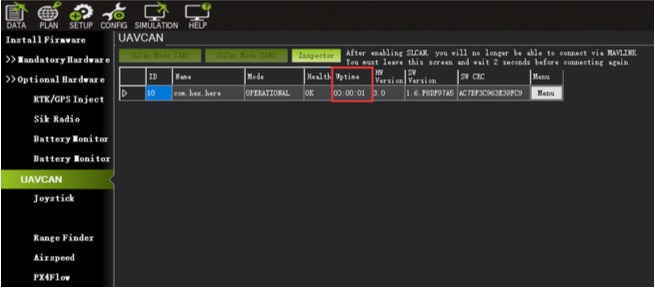 DATA PLAN SETUP CONFIG SIMULATION HELP
Install Firmware
UAVCAN
>> Mandatory Hardware
SLCan Mode CAN1 SLCan Mode CAN2 Inspector After enabling SLCAN, you will no longer be able to connect via MAVLINK.
You must leave this screen and wait 2 seconds before connecting again
>> Optional Hardware
ID Name Mode Health Uptime HW Version SW Version SW CRC Menu
10 com.hex.here OPERATIONAL OK 00:00:01 3.0 1.6.F8DF97A5 AC7BF3C963E39FC9 Menu
RTK/GPS Inject
Sik Radio
Battery Monitor
Battery Monitor
UAVCAN
Joystick
Range Finder
Airspeed
PX4Flow